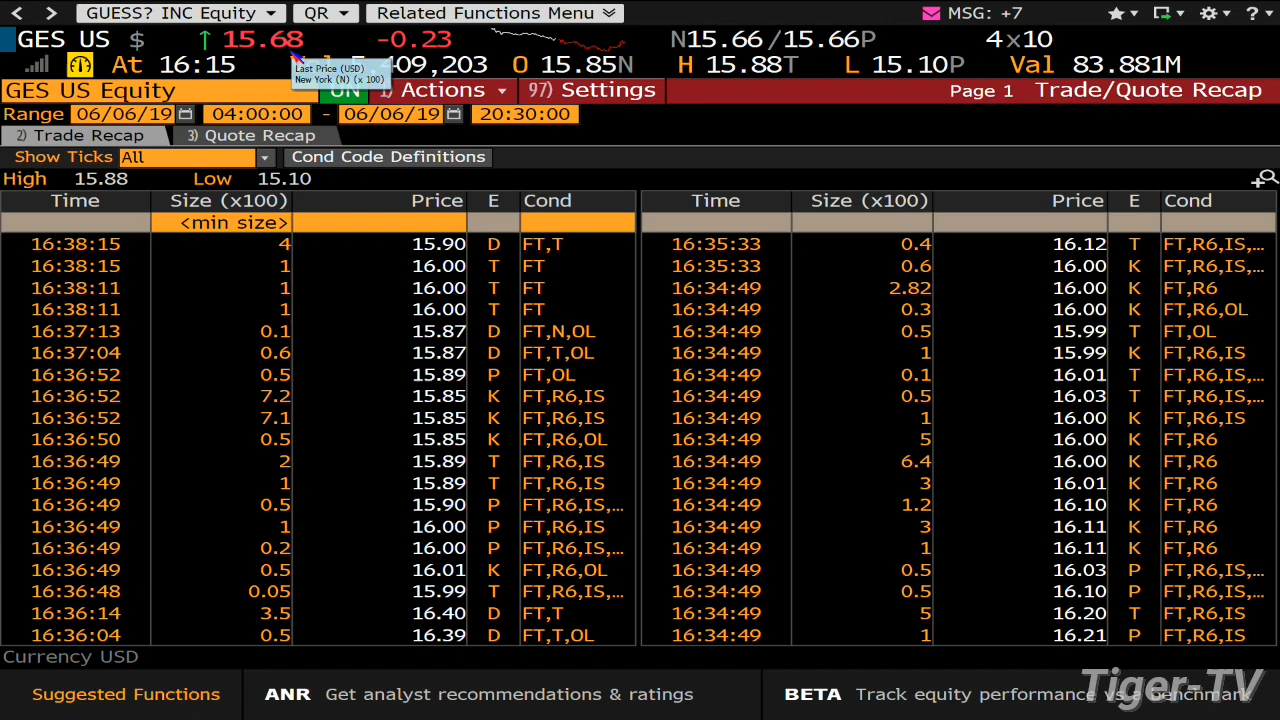 GUESS? INC Equity QR Related Functions Menu MSG: +7 ?
GES US $ ↑ 15.68 -0.23 N15.66/15.66P 4x10
At 16:15 409,203 O 15.85N H 15.88T L 15.10P Val 83.881M
Last Price (USD)
New York (N) (x 100)
GES US Equity UN Actions 97) Settings Page 1 Trade/Quote Recap
Range 06/06/19 04:00:00 - 06/06/19 20:30:00
2) Trade Recap 3) Quote Recap
Show Ticks All Cond Code Definitions
High 15.88 Low 15.10
Time Size (x100) Price E Cond Time Size (x100) Price E Cond
<min size>
16:38:15 4 15.90 D FT,T 16:35:33 0.4 16.12 T FT,R6,IS,...
16:38:15 1 16.00 T FT 16:35:33 0.6 16.00 K FT,R6,IS,...
16:38:11 1 16.00 T FT 16:34:49 2.82 16.00 K FT,R6
16:38:11 1 16.00 T FT 16:34:49 0.3 16.00 K FT,R6,OL
16:37:13 0.1 15.87 D FT,N,OL 16:34:49 0.5 15.99 T FT,OL
16:37:04 0.6 15.87 D FT,T,OL 16:34:49 1 15.99 K FT,R6,IS
16:36:52 0.5 15.89 P FT,OL 16:34:49 0.1 16.01 T FT,R6,IS,...
16:36:52 7.2 15.85 K FT,R6,IS 16:34:49 0.5 16.03 T FT,R6,IS,...
16:36:52 7.1 15.85 K FT,R6,IS 16:34:49 1 16.00 K FT,R6,IS
16:36:50 0.5 15.85 K FT,R6,OL 16:34:49 5 16.00 K FT,R6
16:36:49 2 15.89 T FT,R6,IS 16:34:49 6.4 16.00 K FT,R6
16:36:49 1 15.89 T FT,R6,IS 16:34:49 3 16.01 K FT,R6
16:36:49 0.5 15.90 P FT,R6,IS,... 16:34:49 1.2 16.10 K FT,R6
16:36:49 1 16.00 P FT,R6,IS 16:34:49 3 16.11 K FT,R6
16:36:49 0.2 16.00 P FT,R6,IS,... 16:34:49 1 16.11 K FT,R6
16:36:49 0.5 16.01 K FT,R6,OL 16:34:49 0.5 16.03 P FT,R6,IS,...
16:36:48 0.05 15.99 T FT,R6,IS,... 16:34:49 0.5 16.10 P FT,R6,IS,...
16:36:14 3.5 16.40 D FT,T 16:34:49 5 16.20 T FT,R6,IS
16:36:04 0.5 16.39 D FT,T,OL 16:34:49 1 16.21 P FT,R6,IS
Currency USD
Suggested Functions ANR Get analyst recommendations & ratings BETA Track equity performance vs a benchmark
Tiger-TV